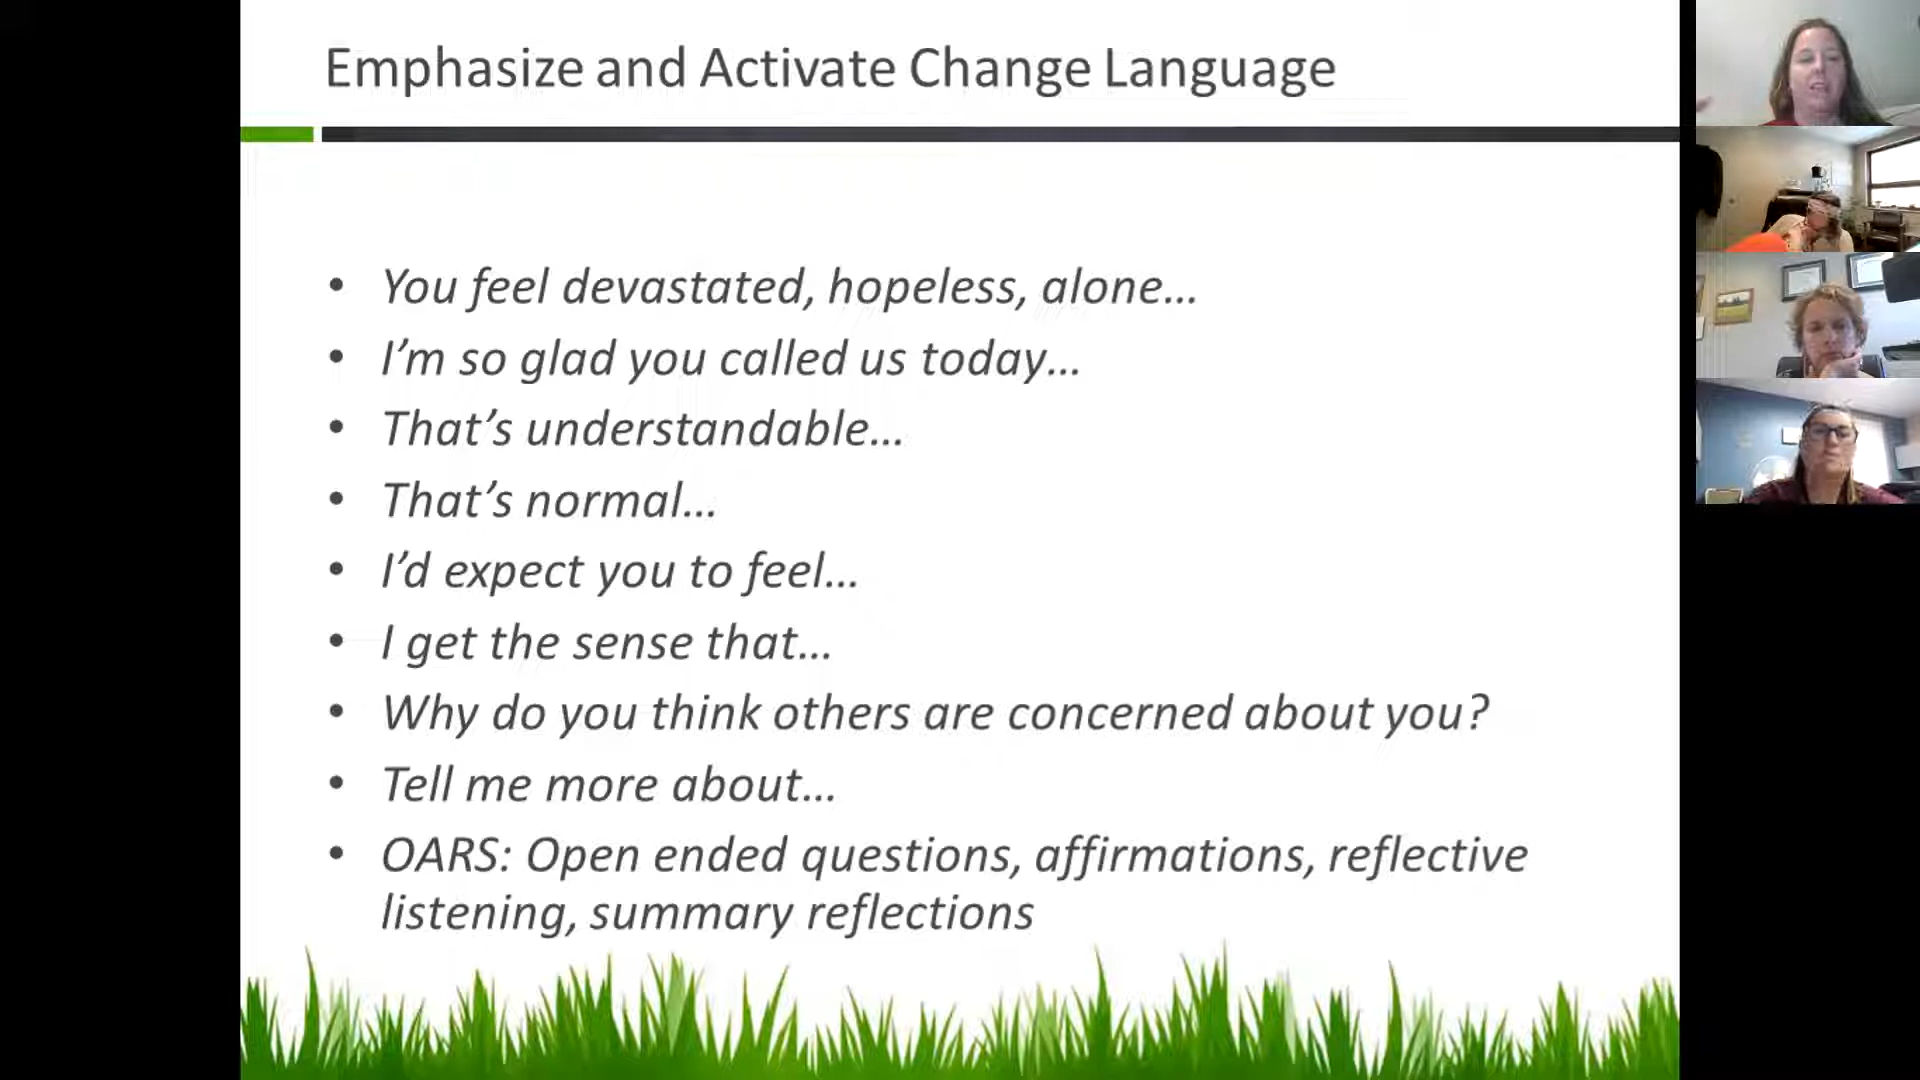 Emphasize and Activate Change Language
• You feel devastated, hopeless, alone…
• I’m so glad you called us today…
• That’s understandable…
• That’s normal…
• I’d expect you to feel…
• I get the sense that…
• Why do you think others are concerned about you?
• Tell me more about…
• OARS: Open ended questions, affirmations, reflective
listening, summary reflections